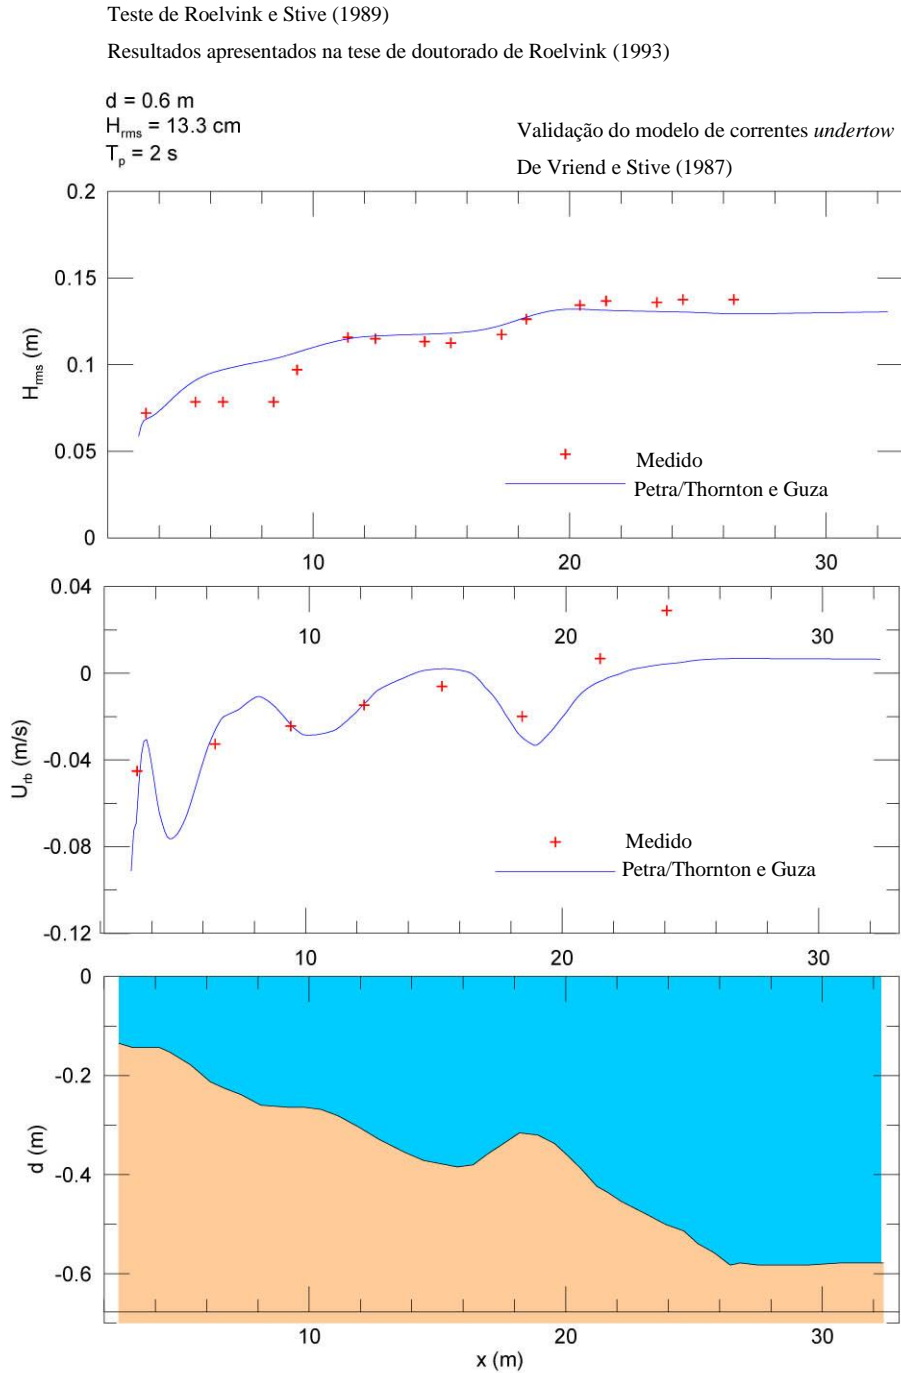 Teste de Roelvink e Stive (1989)
Resultados apresentados na tese de doutorado de Roelvink (1993)
d = 0.6 m
Hrms = 13.3 cm
Tp = 2 s
Validação do modelo de correntes undertow
De Vriend e Stive (1987)
0.2
0.15
0.1
0.05
0
Hrms (m)
Medido
Petra/Thornton e Guza
10 20 30
0.04
0
-0.04
-0.08
-0.12
Urb (m/s)
10 20 30
Medido
Petra/Thornton e Guza
10 20 30
0
-0.2
-0.4
-0.6
d (m)
10 20 30
x (m)